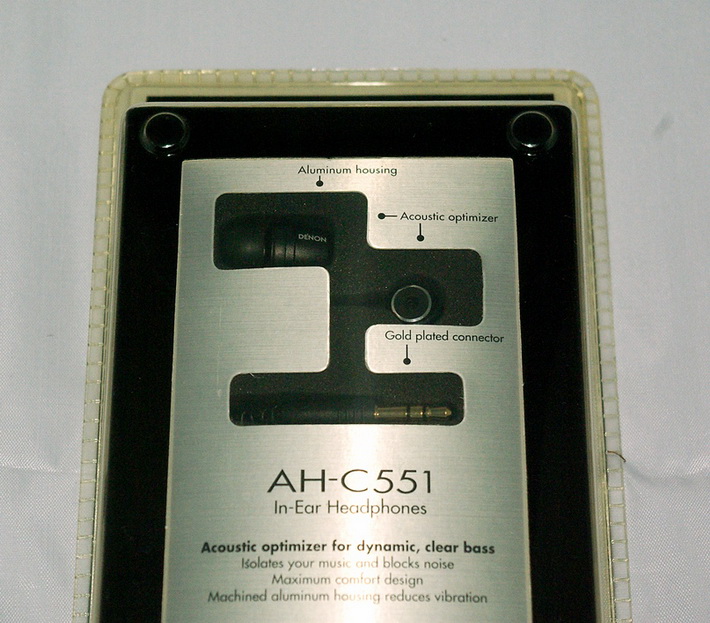 Aluminum housing
Acoustic optimizer
DENON
Gold plated connector
AH-C551
In-Ear Headphones
Acoustic optimizer for dynamic, clear bass
Isolates your music and blocks noise
Maximum comfort design
Machined aluminum housing reduces vibration